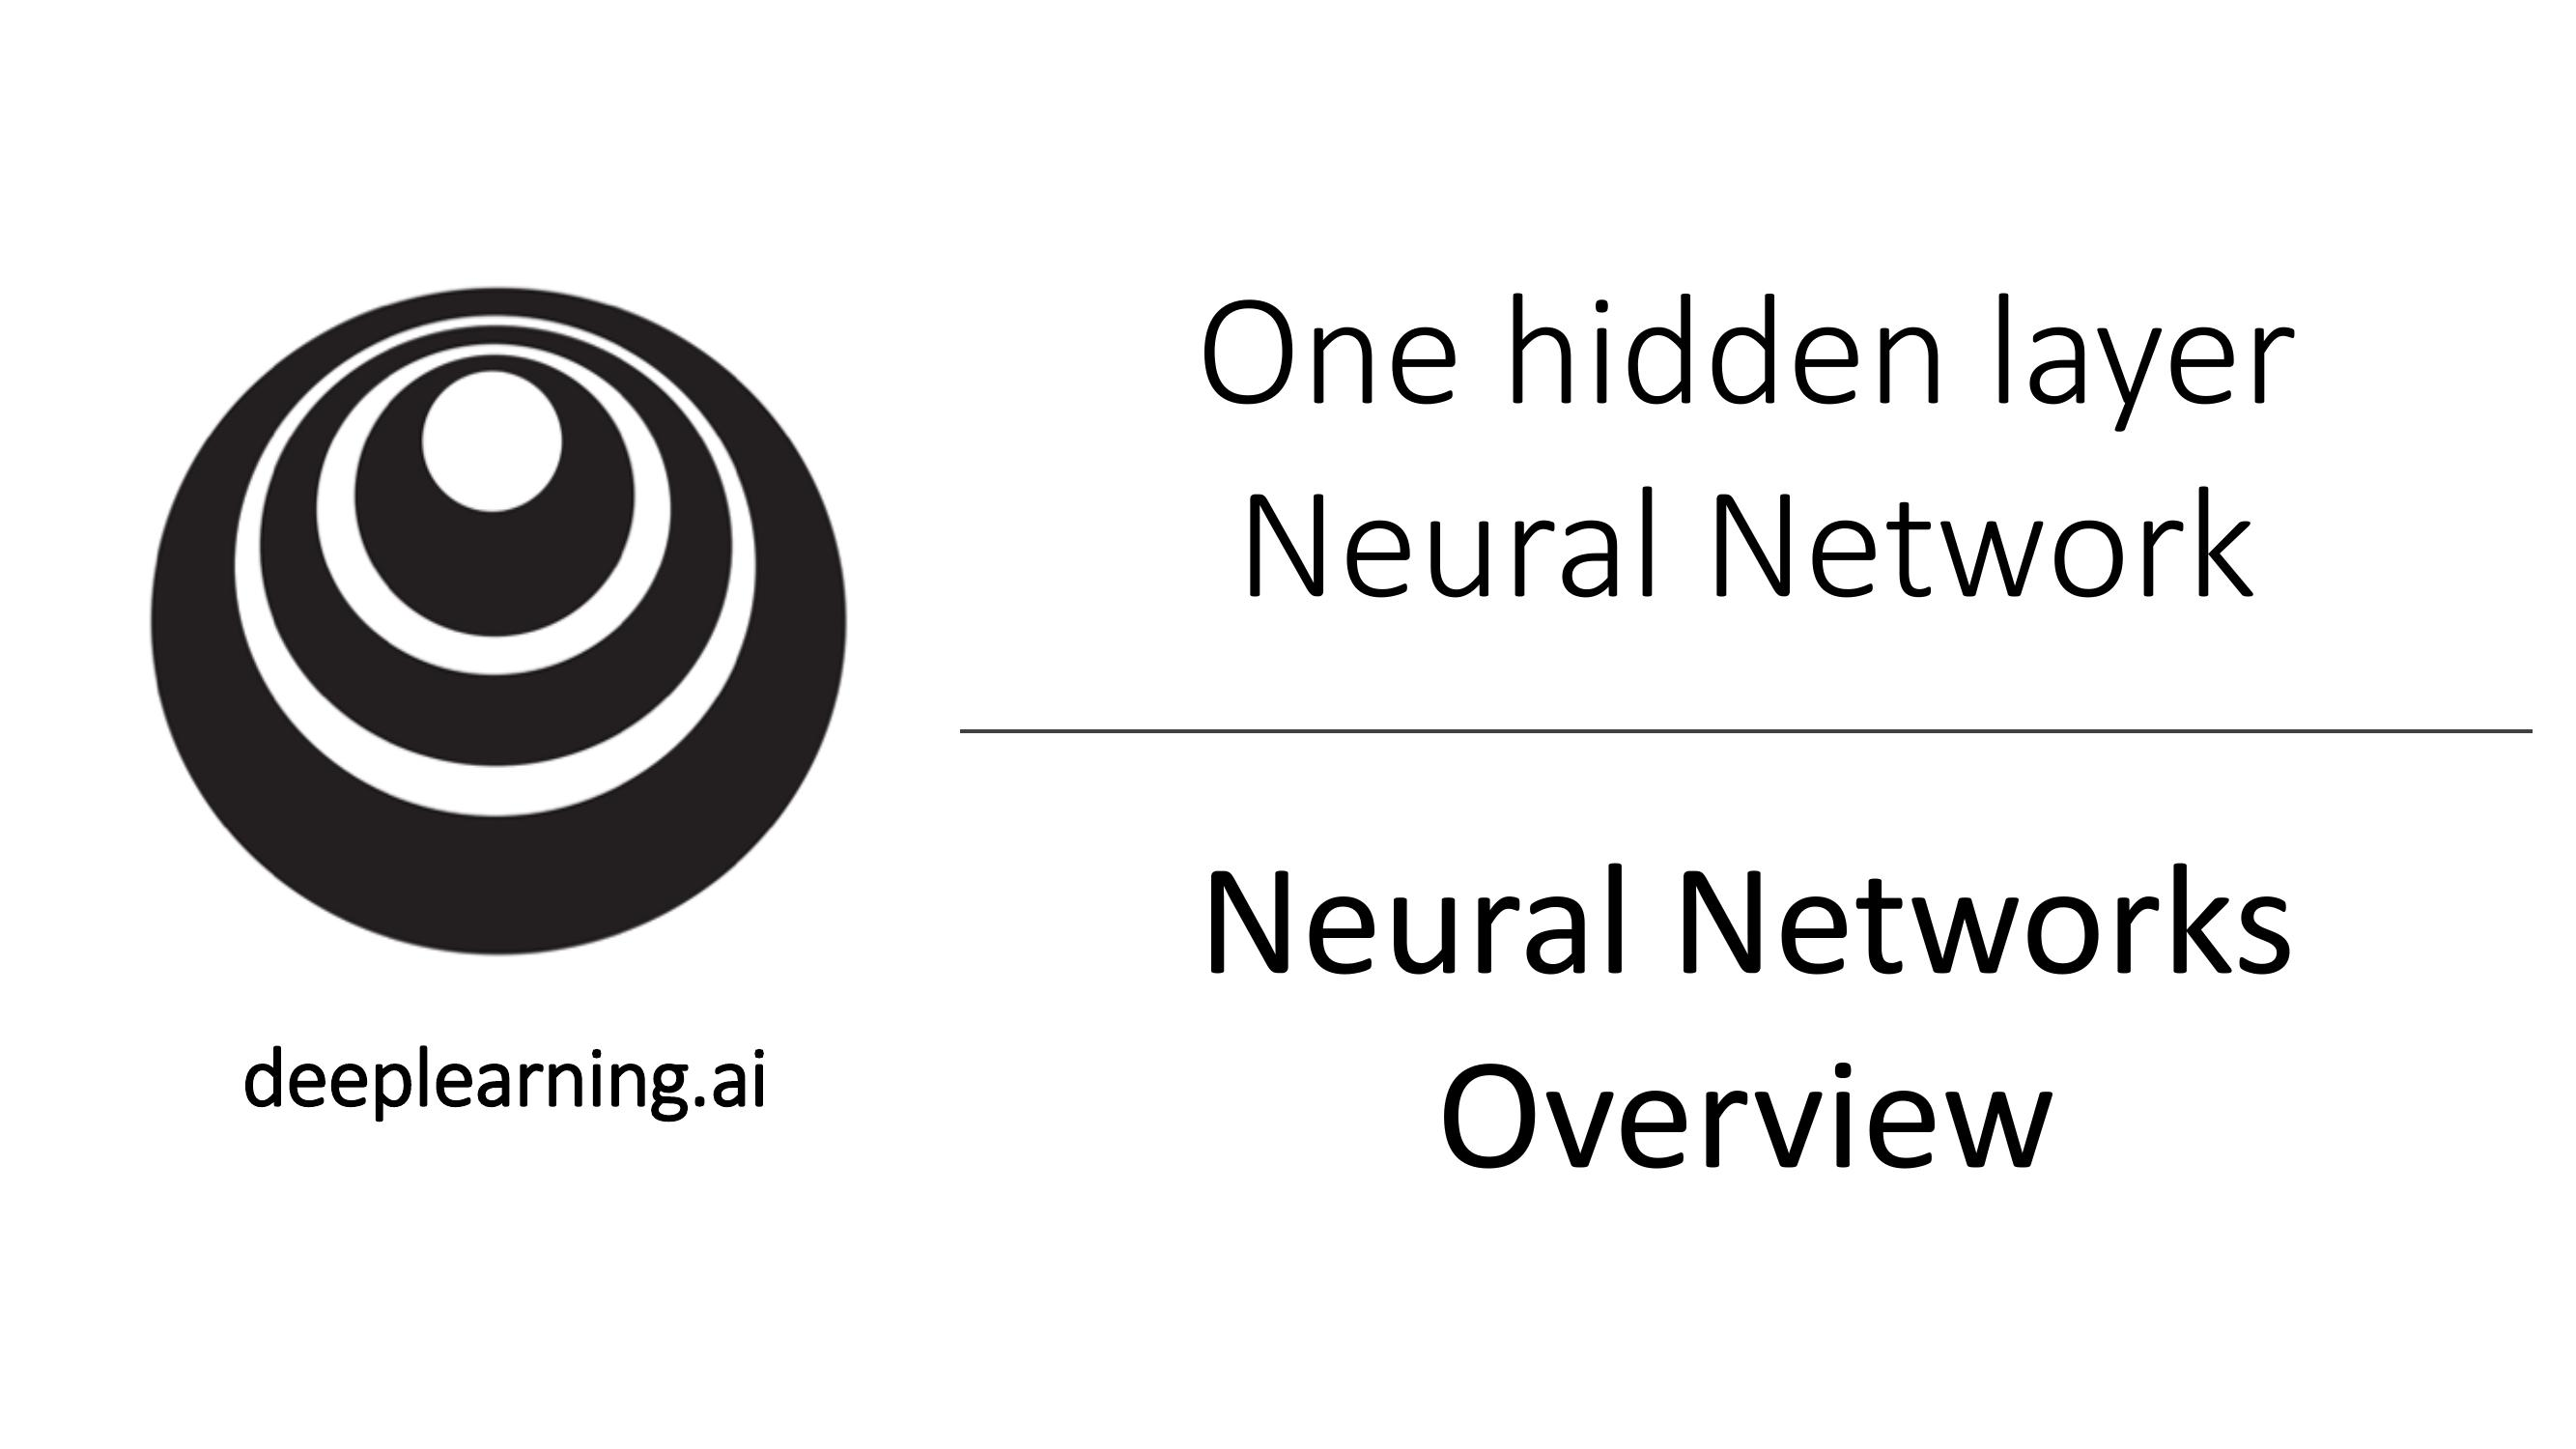 One hidden layer
Neural Network
Neural Networks
Overview
deeplearning.ai